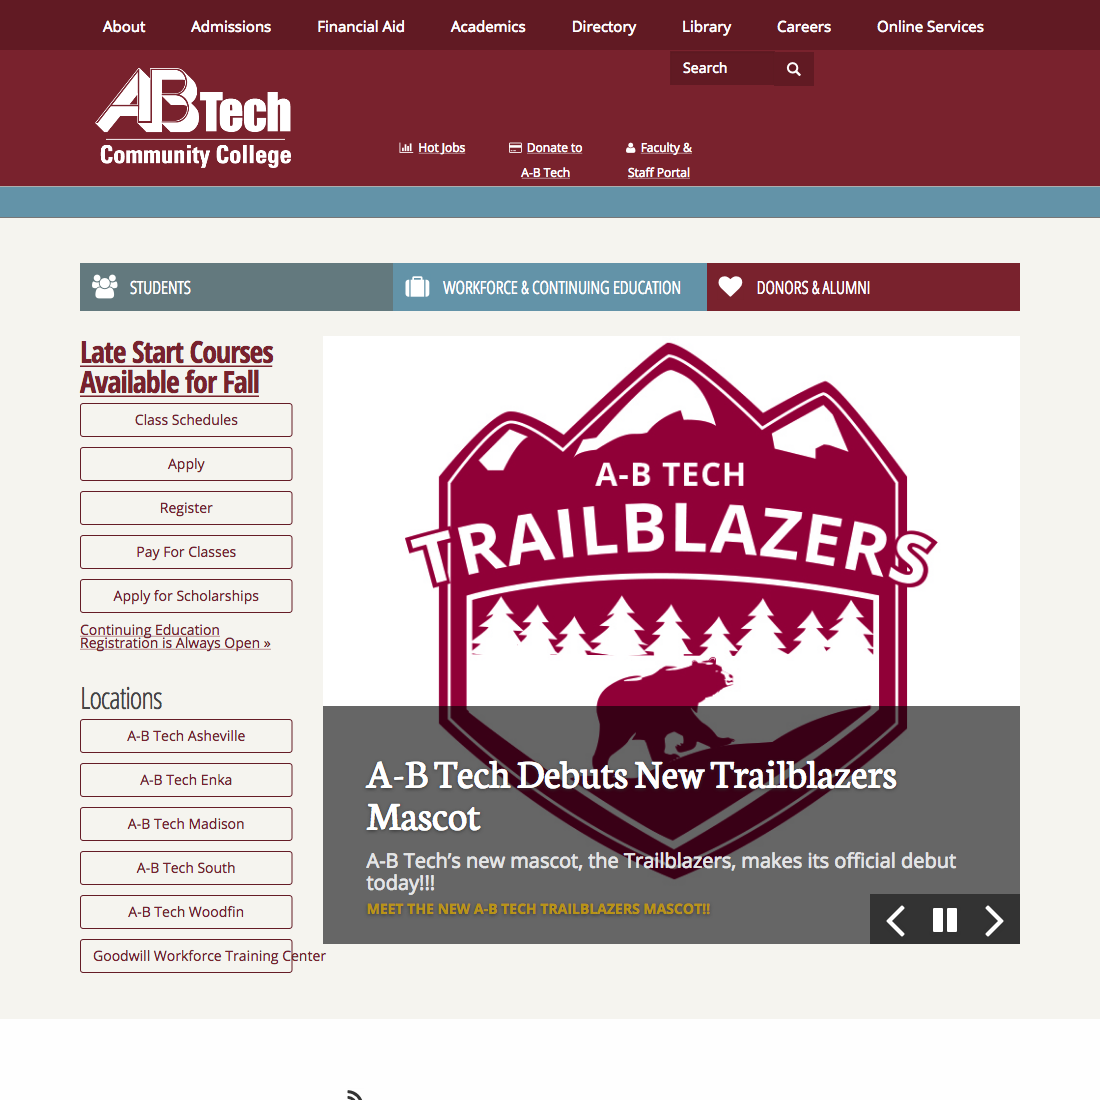 About Admissions Financial Aid Academics Directory Library Careers Online Services
Search
ABTech
Community College
Hot Jobs Donate to Faculty &
A-B Tech Staff Portal
STUDENTS WORKFORCE & CONTINUING EDUCATION DONORS & ALUMNI
Late Start Courses
Available for Fall
Class Schedules
Apply
Register
Pay For Classes
Apply for Scholarships
Continuing Education
Registration is Always Open »
Locations
A-B Tech Asheville
A-B Tech Enka
A-B Tech Madison
A-B Tech South
A-B Tech Woodfin
Goodwill Workforce Training Center
A-B TECH
TRAILBLAZERS
A-B Tech Debuts New Trailblazers
Mascot
A-B Tech’s new mascot, the Trailblazers, makes its official debut
today!!!
MEET THE NEW A-B TECH TRAILBLAZERS MASCOT!!